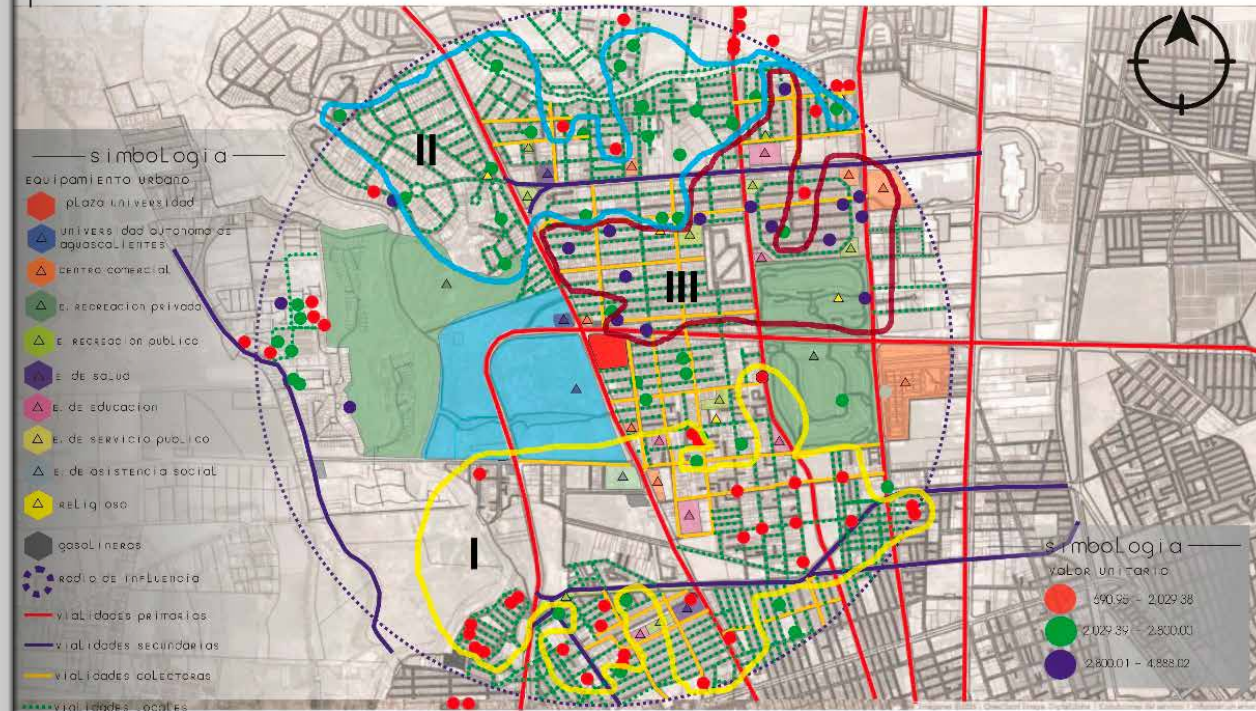 simbología
equipamiento urbano
plaza universidad
universidad autonoma de
aguascalientes
centro comercial
E. recreacion privada
E. recreacion publico
E. de salud
E. de educacion
E. de servicio publico
E. de asistencia social
religioso
gasolineras
radio de influencia
vialidades primarias
vialidades secundarias
vialidades colectoras
vialidades locales
II
III
I
simbología
valor unitario
690.95 - 2,029.38
2,029.39 - 2,800.00
2,800.01 - 4,888.02